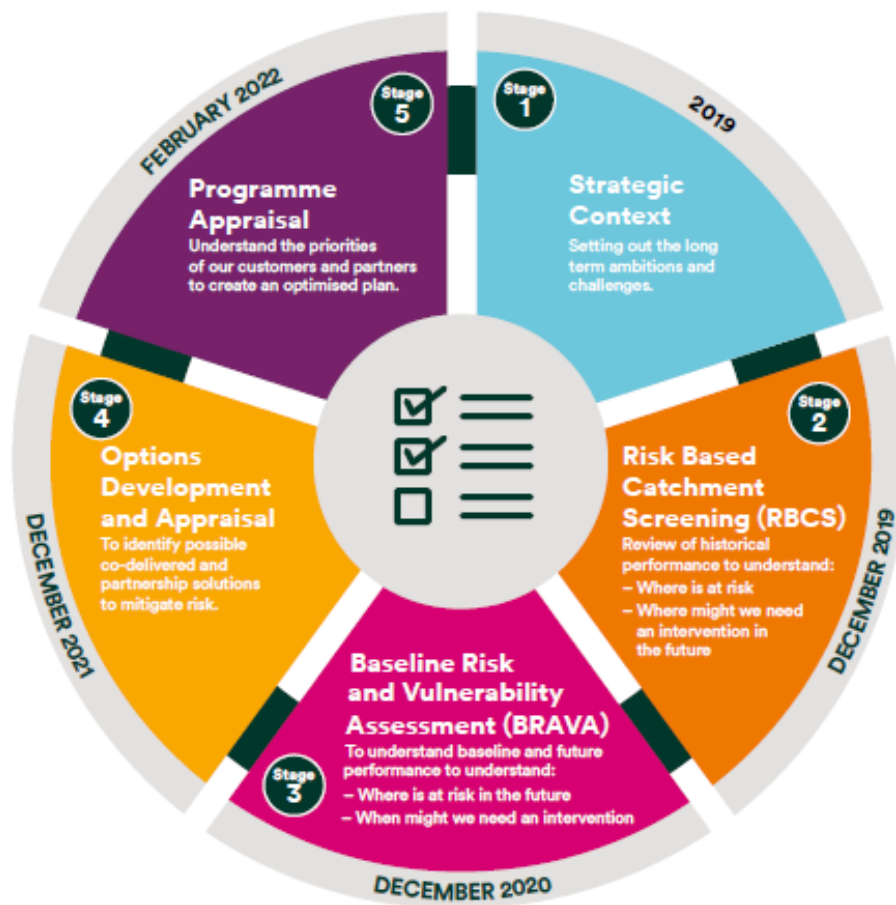 2019
Stage
1
Strategic
Context
Setting out the long
term ambitions and
challenges.
DECEMBER 2019
Stage
2
Risk Based
Catchment
Screening (RBCS)
Review of historical
performance to understand:
– Where is at risk
– Where might we need
an intervention in
the future
DECEMBER 2020
Stage
3
Baseline Risk
and Vulnerability
Assessment (BRAVA)
To understand baseline and future
performance to understand:
– Where is at risk in the future
– When might we need an intervention
DECEMBER 2021
Stage
4
Options
Development
and Appraisal
To identify possible
co-delivered and
partnership solutions
to mitigate risk.
FEBRUARY 2022
Stage
5
Programme
Appraisal
Understand the priorities
of our customers and partners
to create an optimised plan.